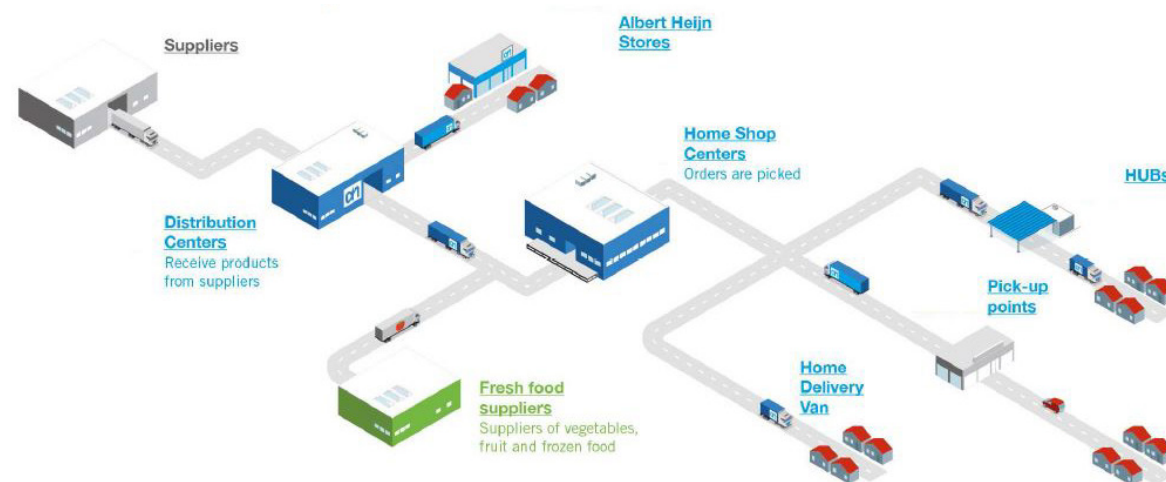 Suppliers
Albert Heijn
Stores
Home Shop
Centers
Orders are picked
HUBs
Distribution
Centers
Receive products
from suppliers
Pick-up
points
Home
Delivery
Van
Fresh food
suppliers
Suppliers of vegetables,
fruit and frozen food